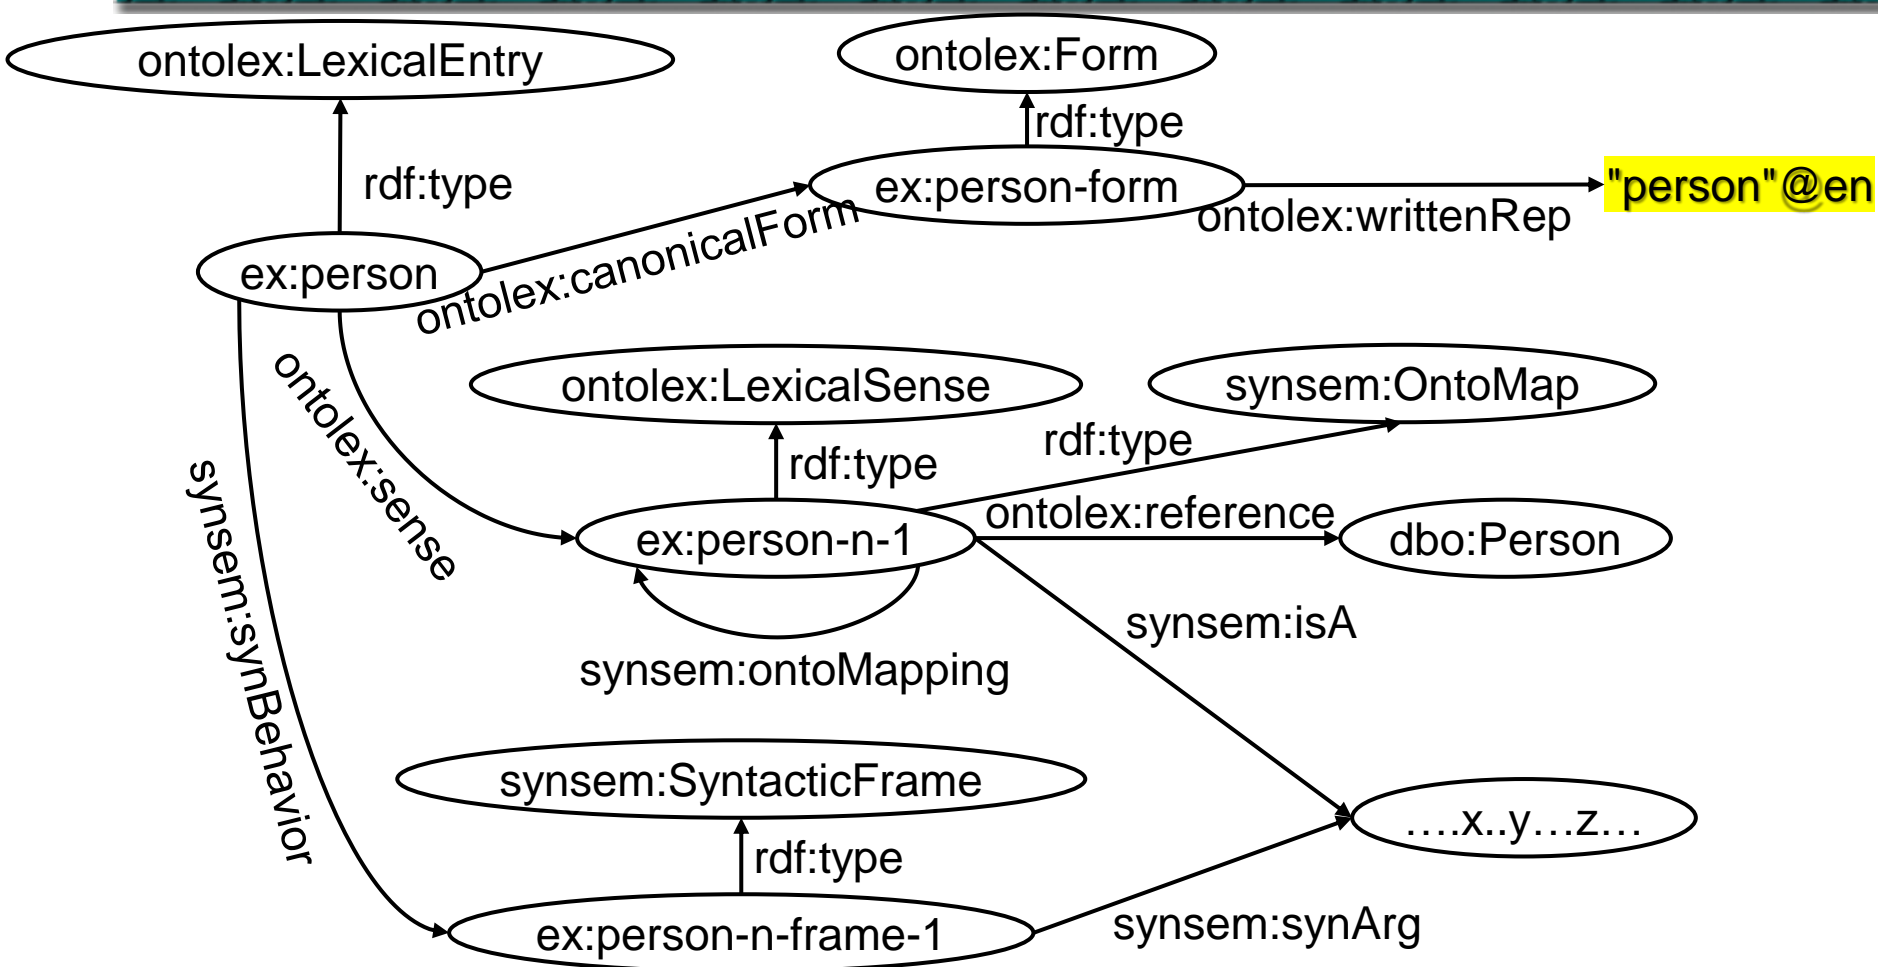 ontolex:LexicalEntry
ontolex:Form
rdf:type
rdf:type
ex:person-form
"person"@en
ontolex:writtenRep
ex:person
ontolex:canonicalForm
ontolex:sense
synsem:synBehavior
ontolex:LexicalSense
synsem:OntoMap
rdf:type
rdf:type
ex:person-n-1
ontolex:reference
dbo:Person
synsem:isA
synsem:ontoMapping
synsem:SyntacticFrame
….x..y…z…
rdf:type
ex:person-n-frame-1
synsem:synArg